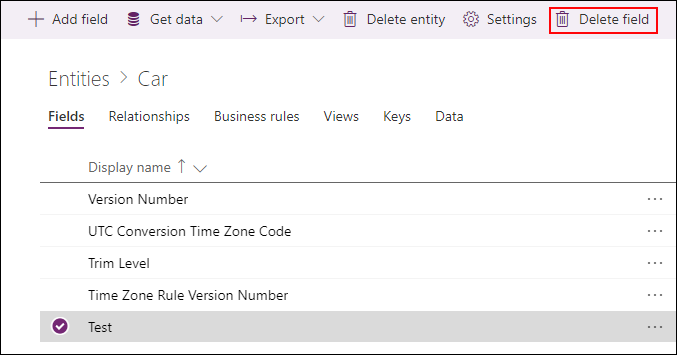 Add field Get data Export Delete entity Settings Delete field
Entities > Car
Fields Relationships Business rules Views Keys Data
Display name ↑
Version Number ...
UTC Conversion Time Zone Code ...
Trim Level ...
Time Zone Rule Version Number ...
Test ...